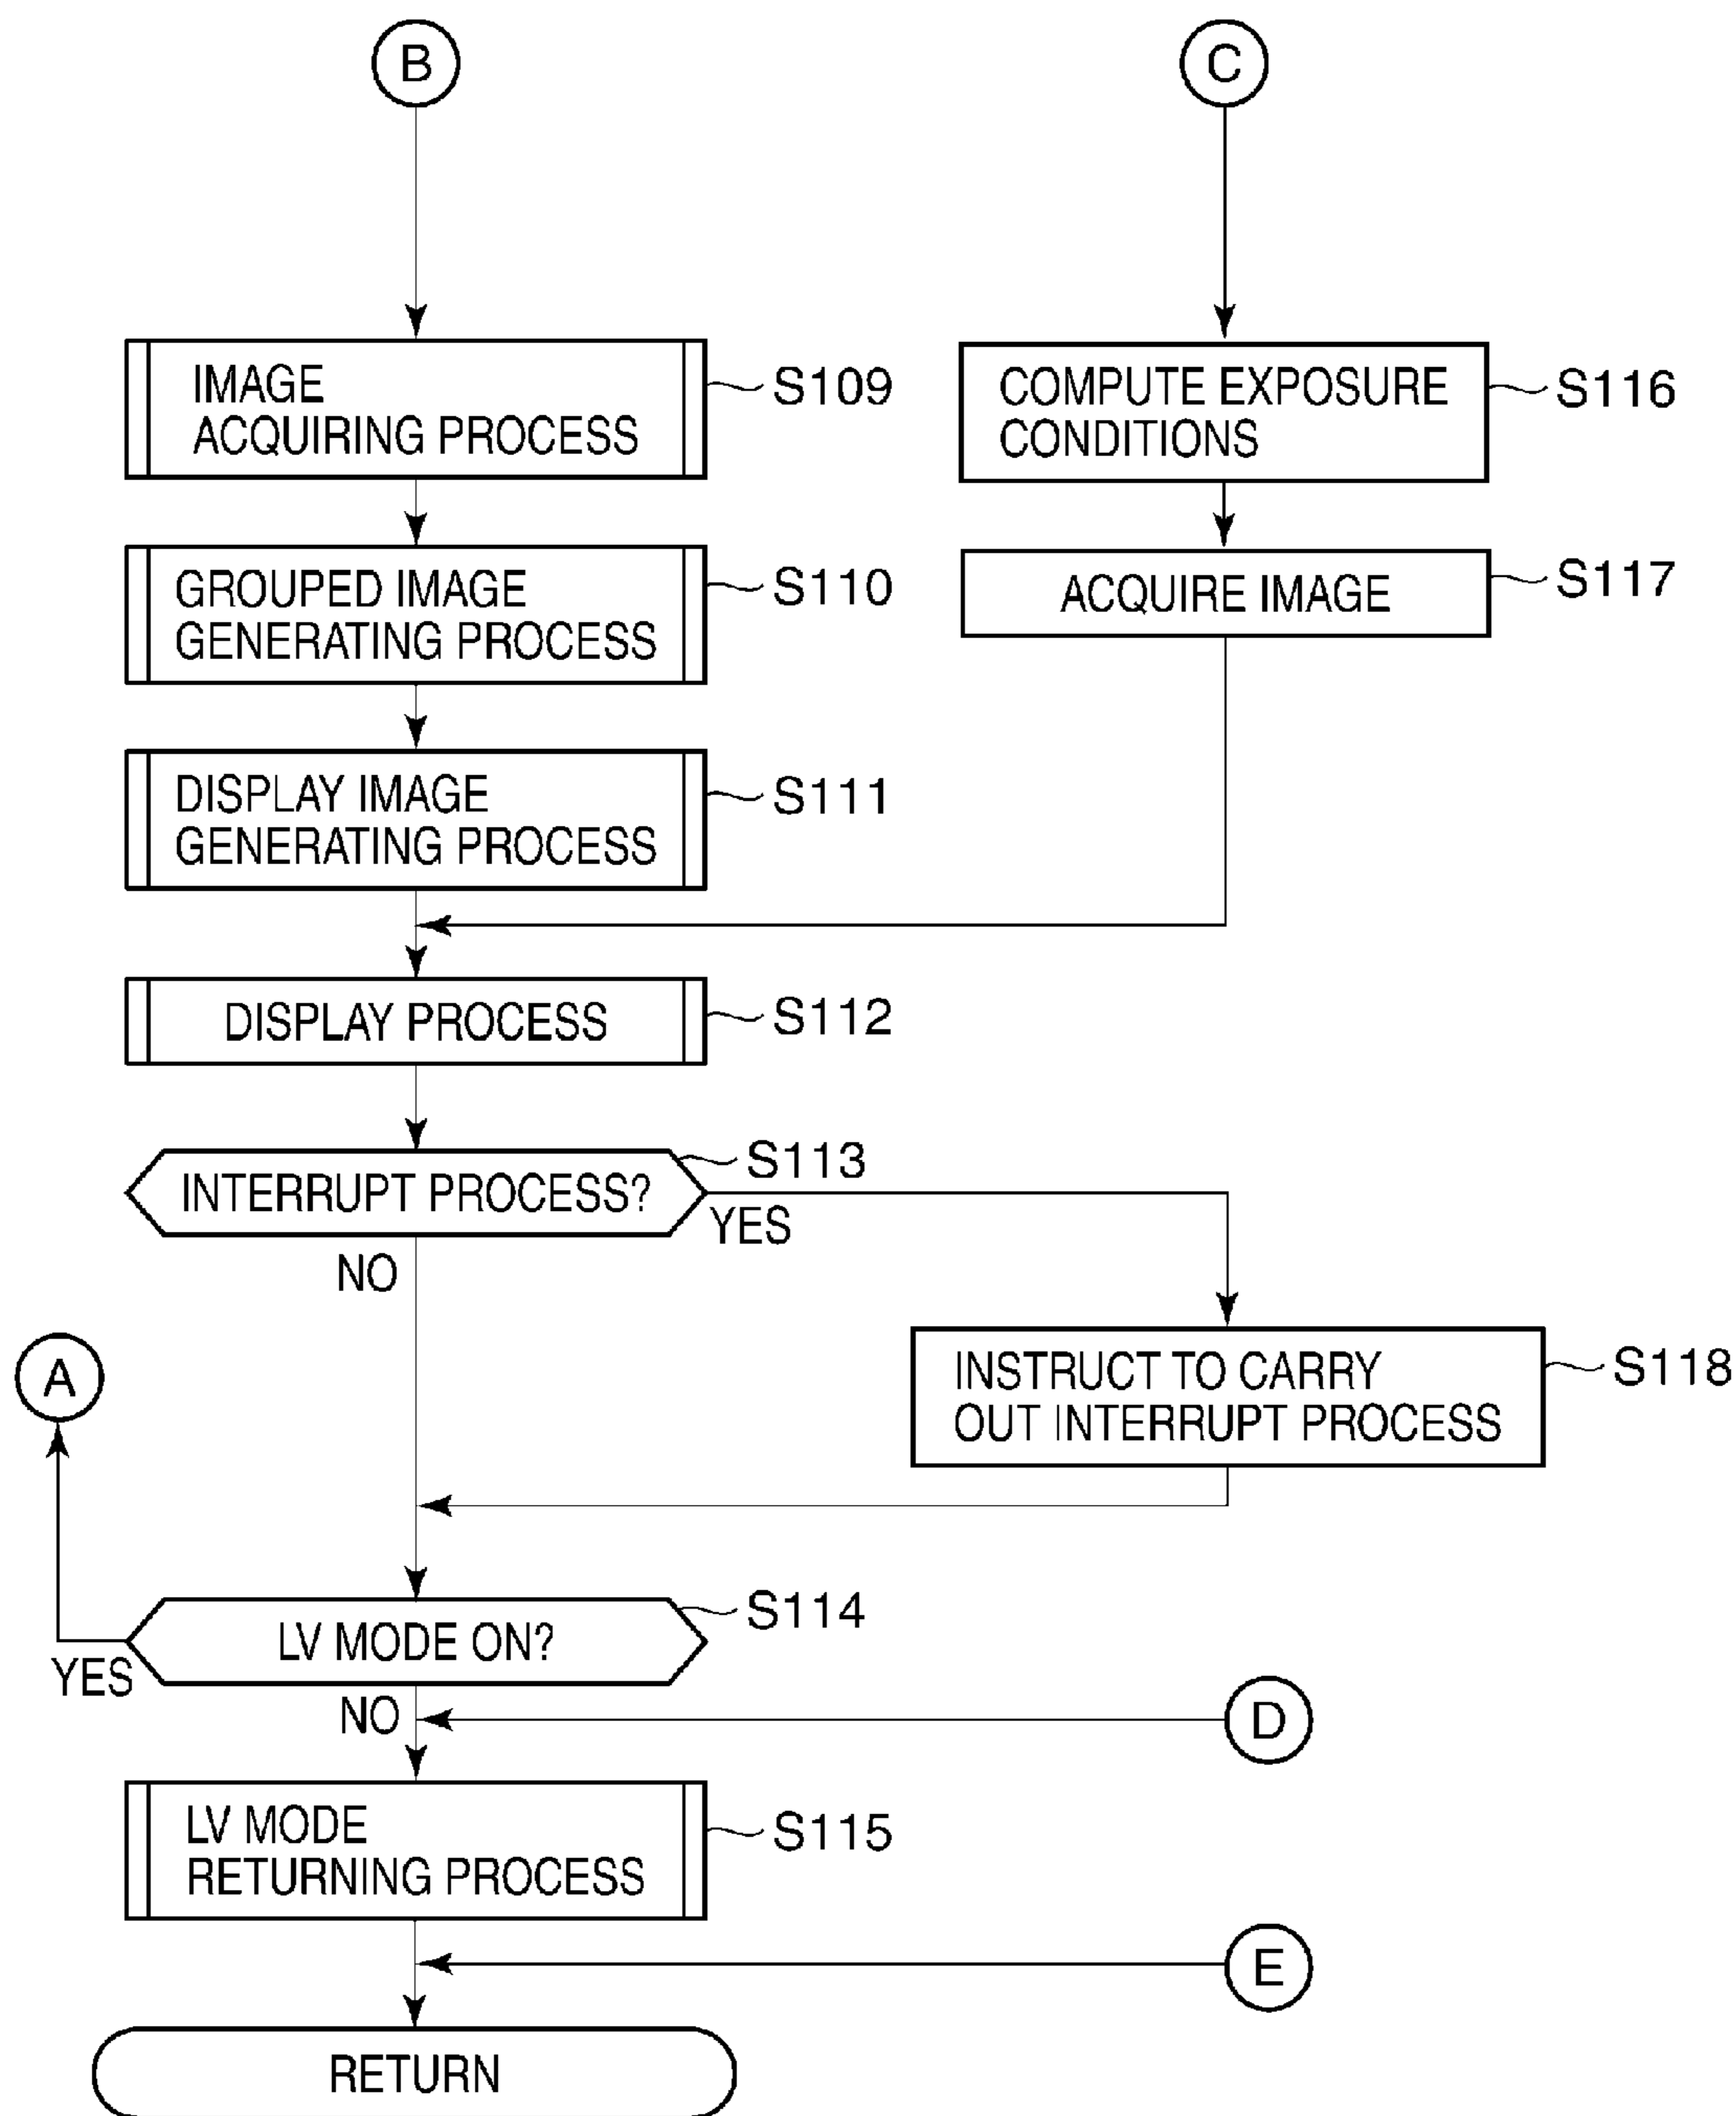 B
C
IMAGE
ACQUIRING PROCESS
S109
COMPUTE EXPOSURE
CONDITIONS
S116
GROUPED IMAGE
GENERATING PROCESS
S110
ACQUIRE IMAGE
S117
DISPLAY IMAGE
GENERATING PROCESS
S111
DISPLAY PROCESS
S112
INTERRUPT PROCESS?
S113
YES
NO
A
INSTRUCT TO CARRY
OUT INTERRUPT PROCESS
S118
LV MODE ON?
S114
YES
NO
D
LV MODE
RETURNING PROCESS
S115
E
RETURN